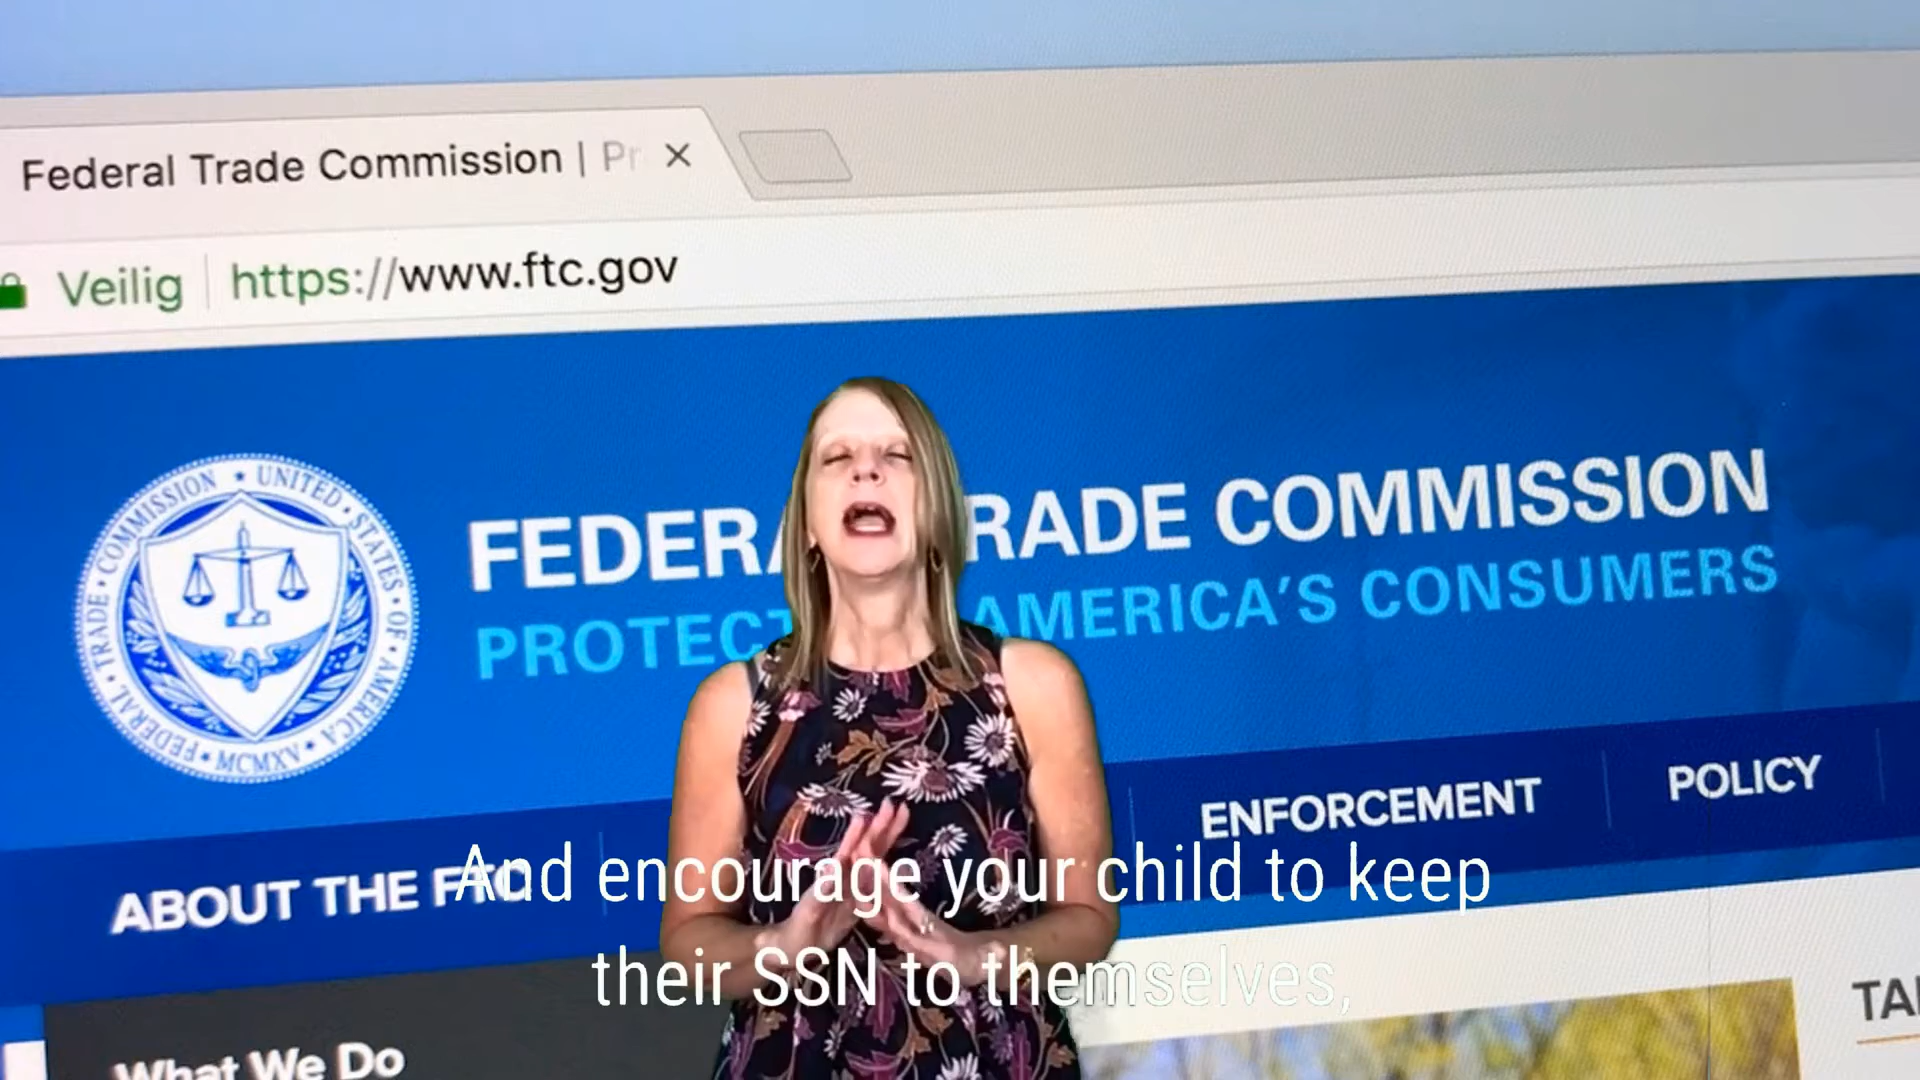 Federal Trade Commission | Pr
Veilig https://www.ftc.gov
FEDERA RADE COMMISSION
PROTECT AMERICA'S CONSUMERS
FEDERAL • TRADE • COMMISSION • UNITED • STATES • OF • AMERICA • MCMXV •
ABOUT THE FTC ENFORCEMENT POLICY
And encourage your child to keep
their SSN to themselves,
What We Do
TA